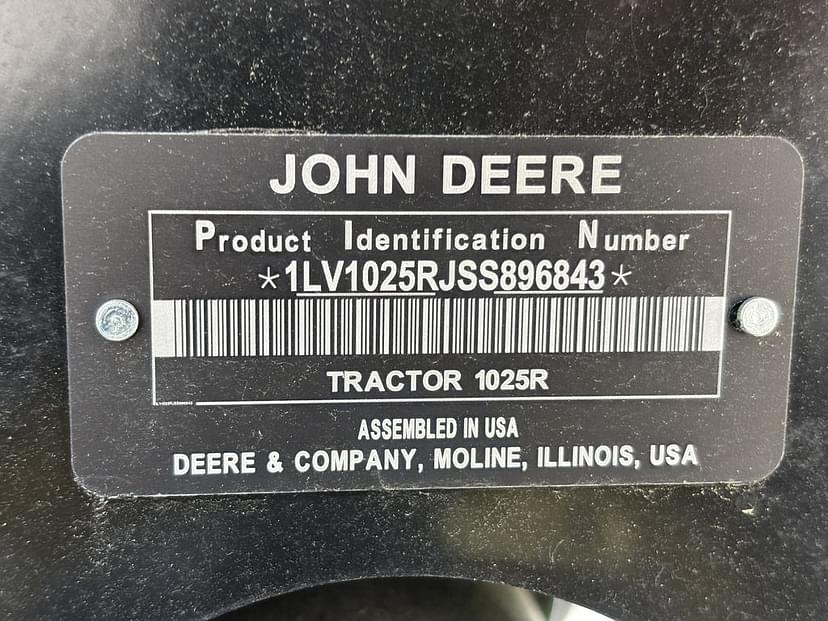 JOHN DEERE
Product Identification Number
*1LV1025RJSS896843*
TRACTOR 1025R
ASSEMBLED IN USA
DEERE & COMPANY, MOLINE, ILLINOIS, USA